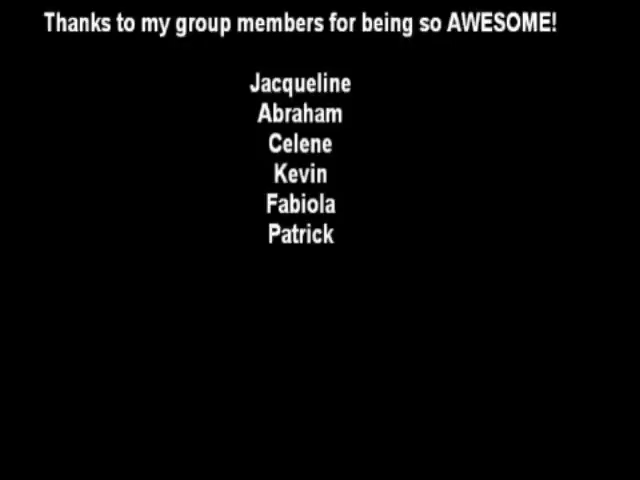 Thanks to my group members for being so AWESOME!
Jacqueline
Abraham
Celene
Kevin
Fabiola
Patrick